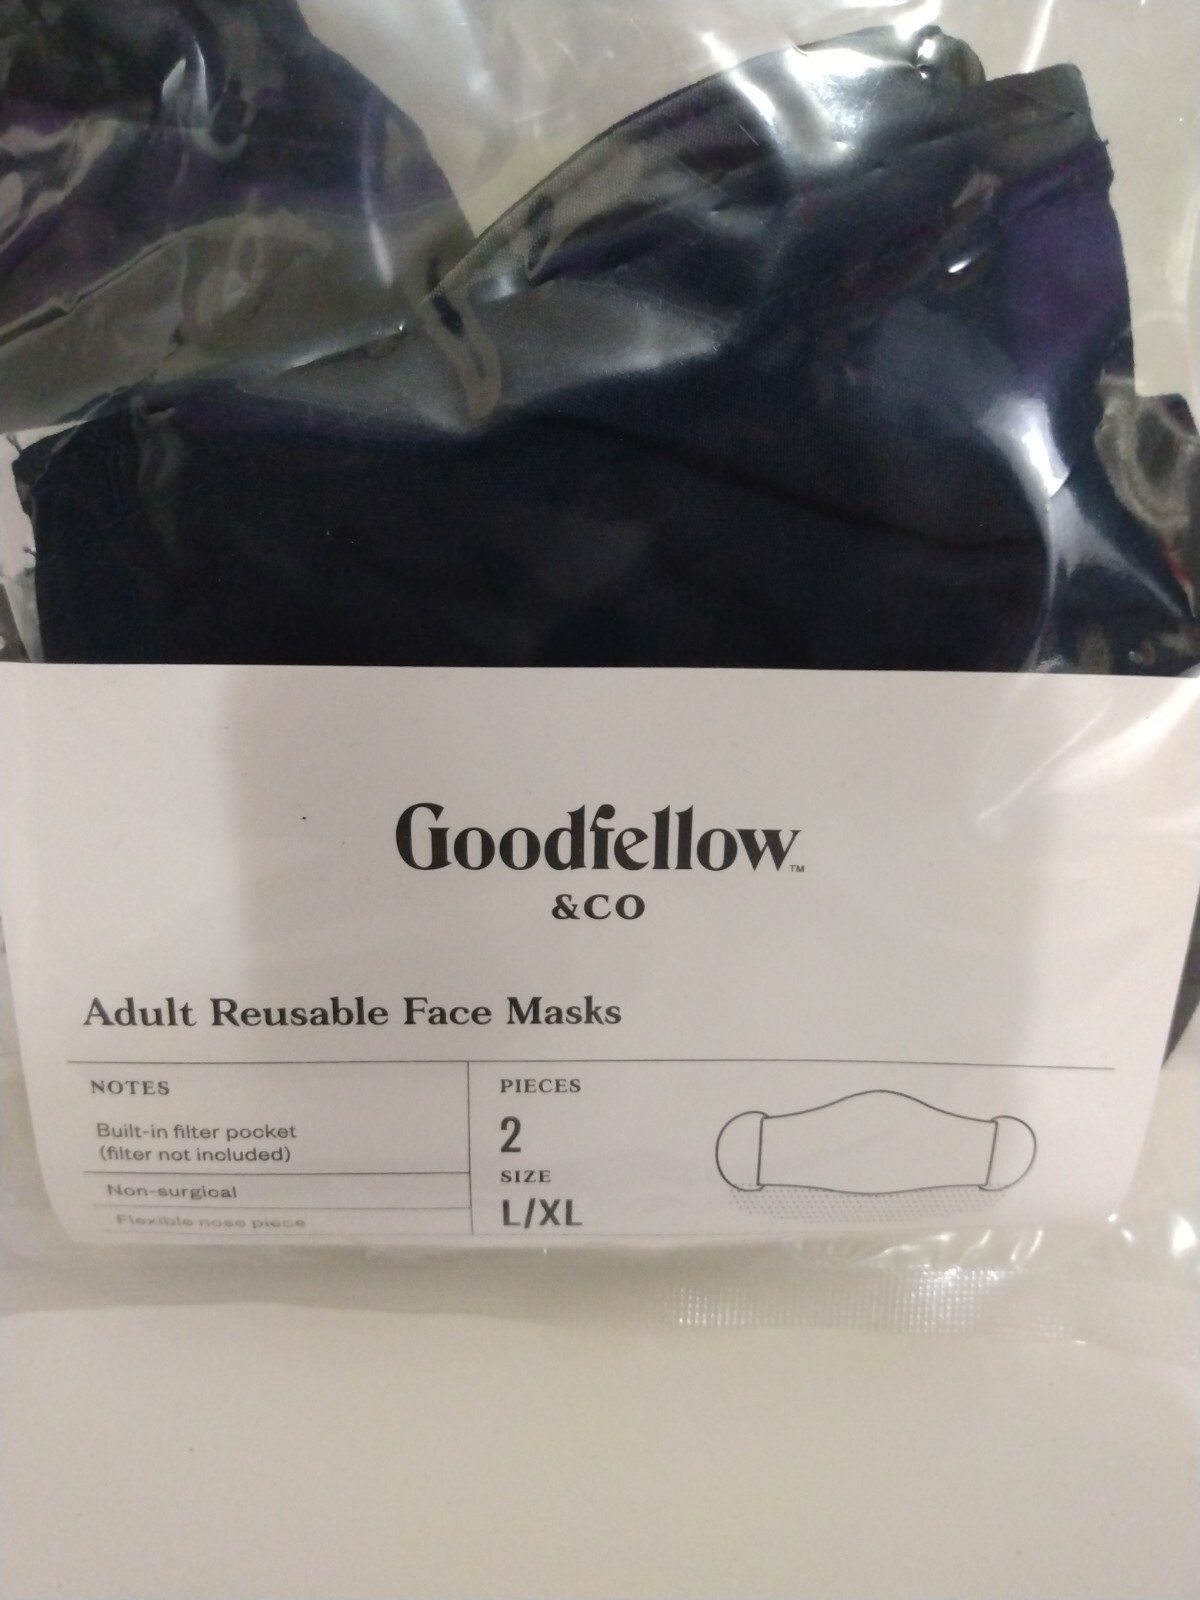 Goodfellow™
&CO
Adult Reusable Face Masks
NOTES
Built-in filter pocket
(filter not included)
Non-surgical
Flexible nose piece
PIECES
2
SIZE
L/XL